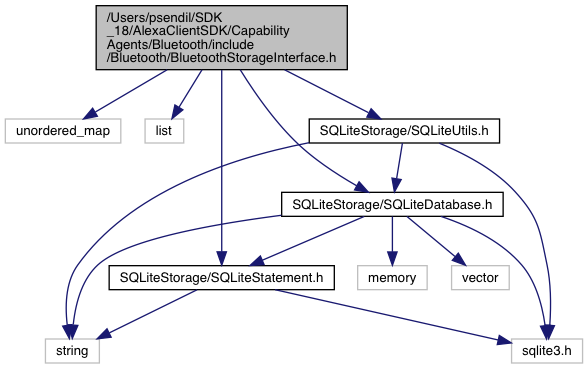 /Users/psendil/SDK
_18/AlexaClientSDK/Capability
Agents/Bluetooth/include
/Bluetooth/BluetoothStorageInterface.h
unordered_map
list
SQLiteStorage/SQLiteUtils.h
SQLiteStorage/SQLiteDatabase.h
SQLiteStorage/SQLiteStatement.h
memory
vector
string
sqlite3.h